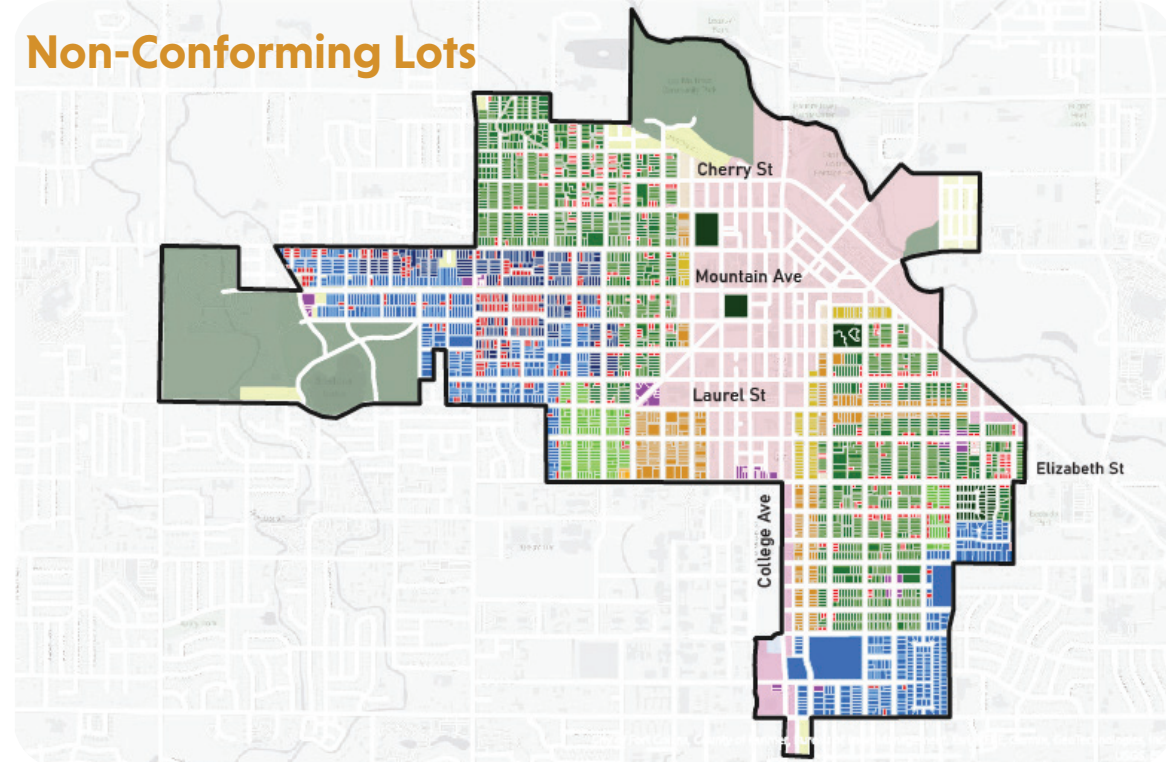 Non-Conforming Lots
Cherry St
Mountain Ave
Laurel St
Elizabeth St
College Ave